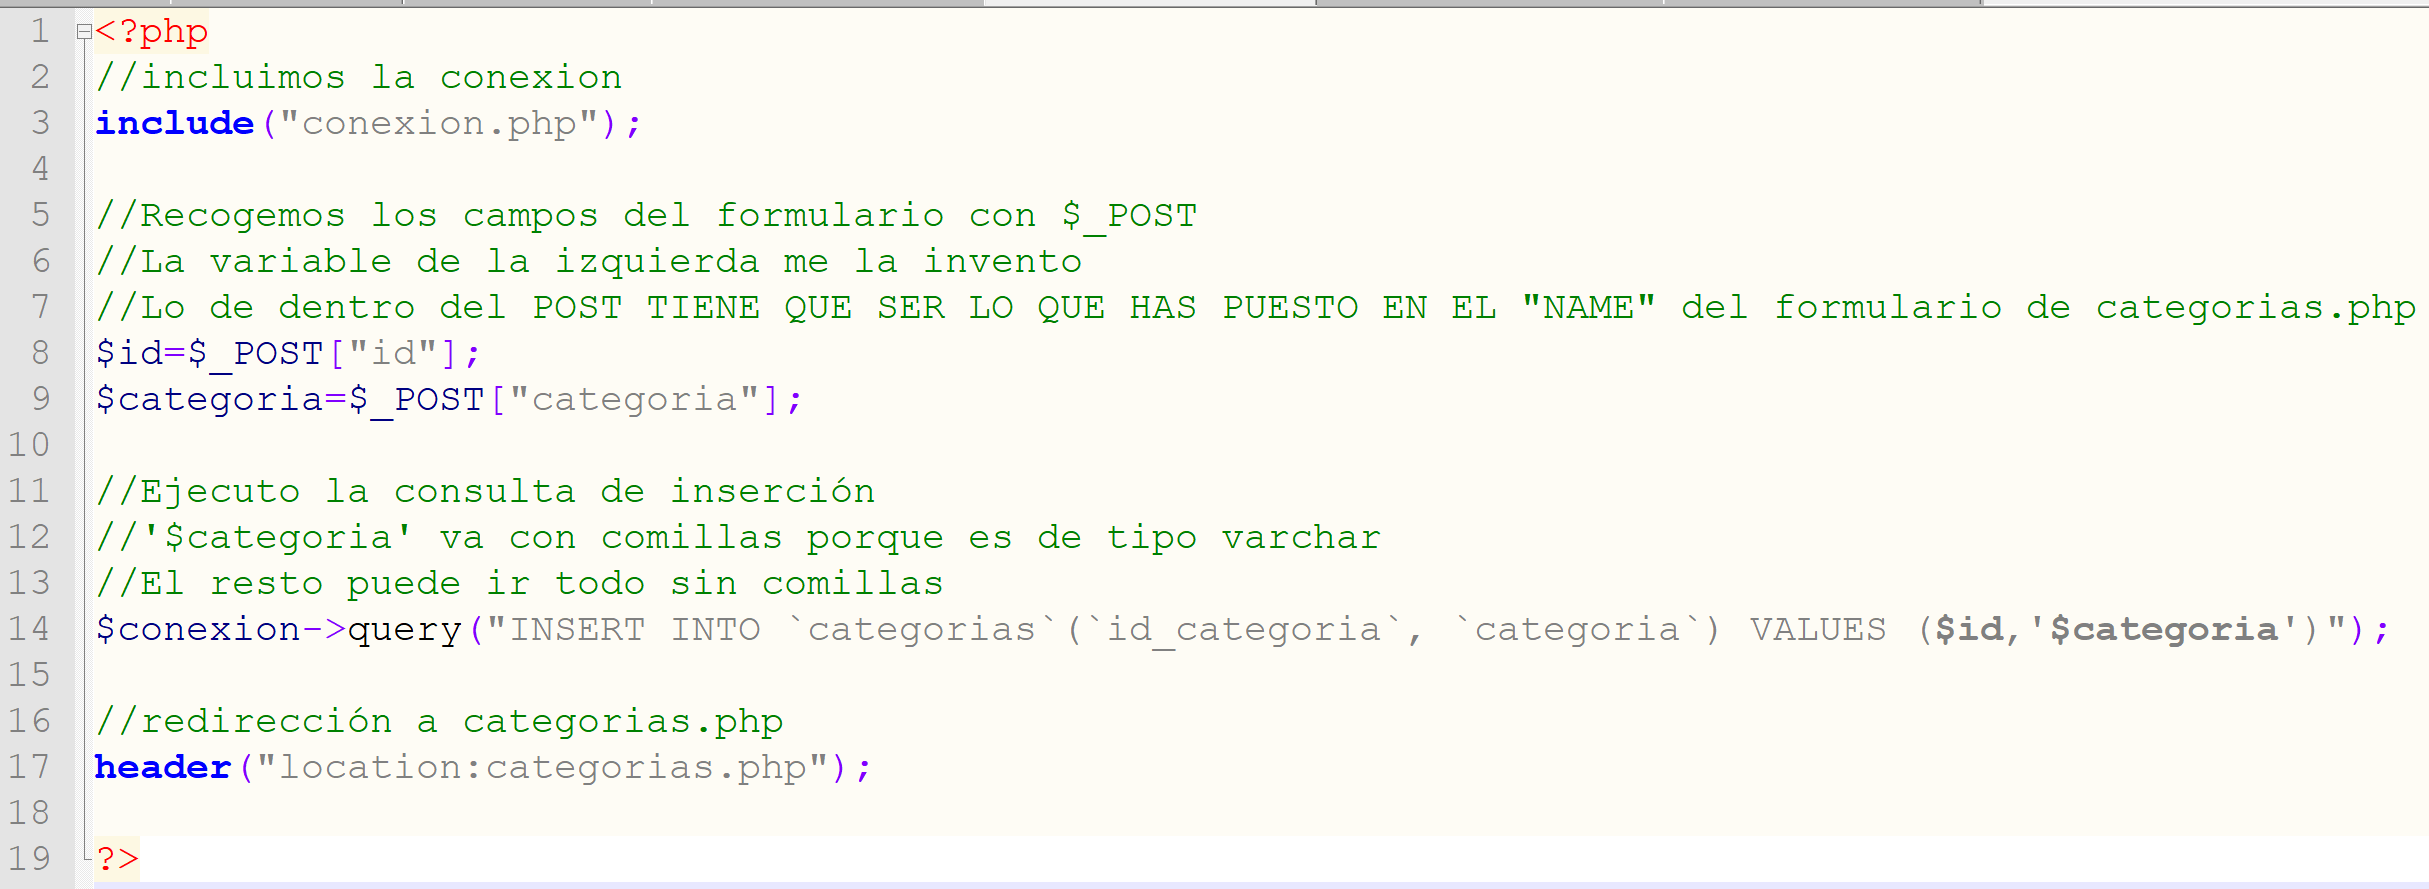 1 <?php
2 //incluimos la conexion
3 include("conexion.php");
4
5 //Recogemos los campos del formulario con $_POST
6 //La variable de la izquierda me la invento
7 //Lo de dentro del POST TIENE QUE SER LO QUE HAS PUESTO EN EL "NAME" del formulario de categorias.php
8 $id=$_POST["id"];
9 $categoria=$_POST["categoria"];
10
11 //Ejecuto la consulta de inserción
12 //'$categoria' va con comillas porque es de tipo varchar
13 //El resto puede ir todo sin comillas
14 $conexion->query("INSERT INTO `categorias`(`id_categoria`, `categoria`) VALUES ($id,'$categoria')");
15
16 //redirección a categorias.php
17 header("location:categorias.php");
18
19 ?>